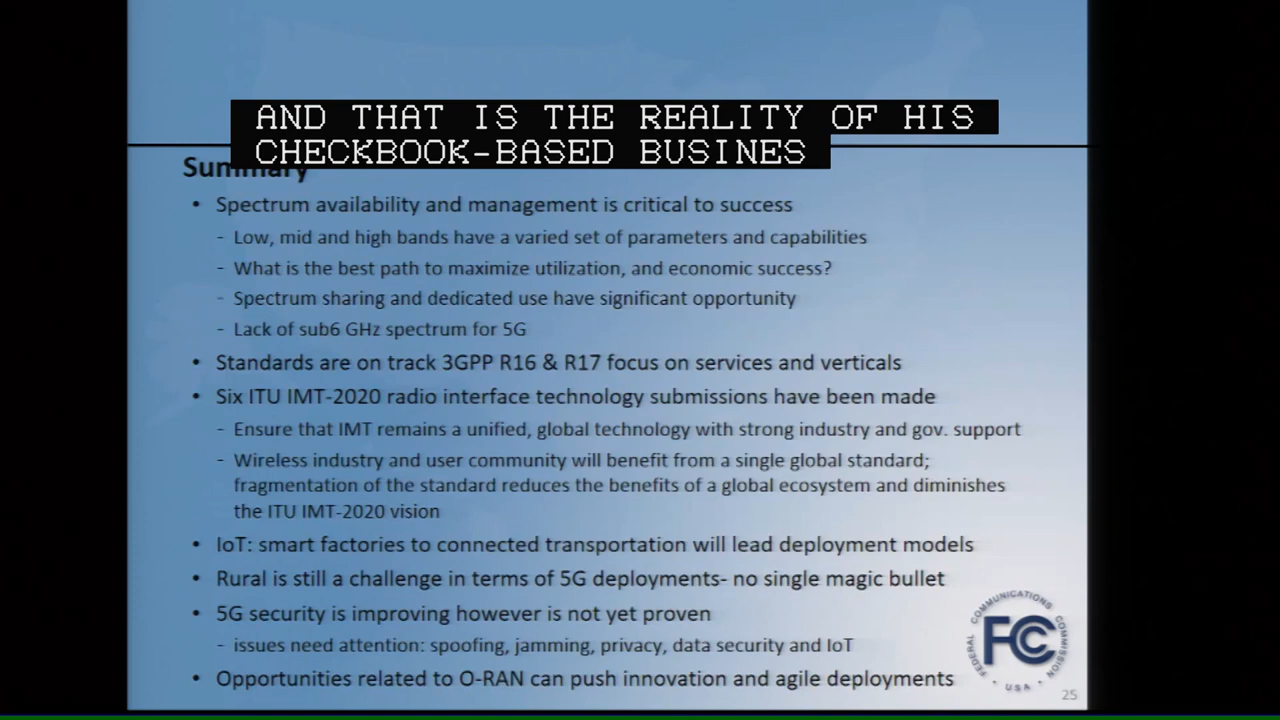 AND THAT IS THE REALITY OF HIS
CHECKBOOK-BASED BUSINES
Summary
• Spectrum availability and management is critical to success
- Low, mid and high bands have a varied set of parameters and capabilities
- What is the best path to maximize utilization, and economic success?
- Spectrum sharing and dedicated use have significant opportunity
- Lack of sub6 GHz spectrum for 5G
• Standards are on track 3GPP R16 & R17 focus on services and verticals
• Six ITU IMT-2020 radio interface technology submissions have been made
- Ensure that IMT remains a unified, global technology with strong industry and gov. support
- Wireless industry and user community will benefit from a single global standard;
fragmentation of the standard reduces the benefits of a global ecosystem and diminishes
the ITU IMT-2020 vision
• IoT: smart factories to connected transportation will lead deployment models
• Rural is still a challenge in terms of 5G deployments- no single magic bullet
• 5G security is improving however is not yet proven
- issues need attention: spoofing, jamming, privacy, data security and IoT
• Opportunities related to O-RAN can push innovation and agile deployments
FEDERAL COMMUNICATIONS COMMISSION
FCC
• USA •
25